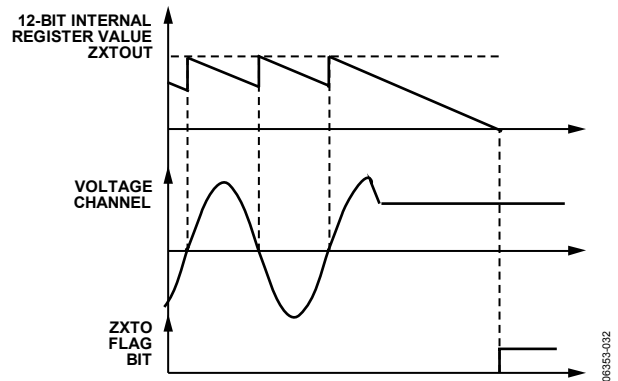 12-BIT INTERNAL
REGISTER VALUE
ZXTOUT
VOLTAGE
CHANNEL
ZXTO
FLAG
BIT
06353-032